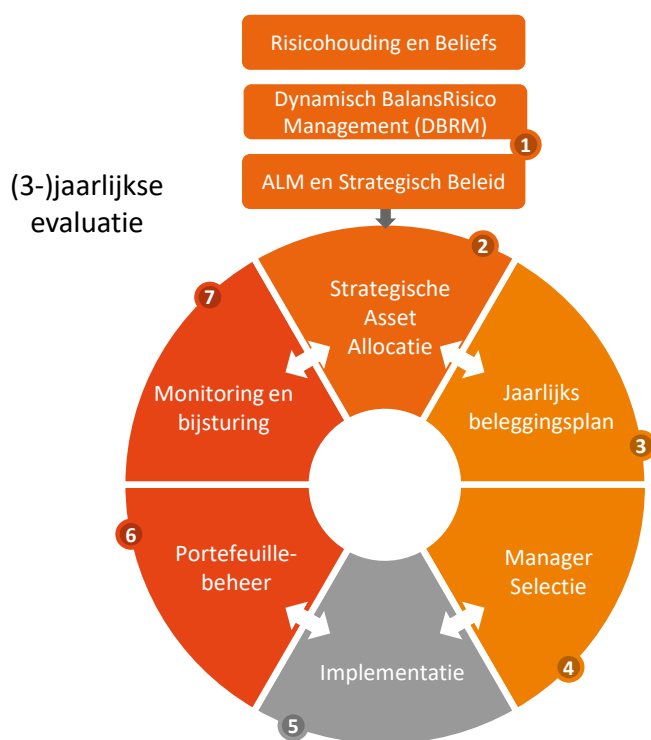 Risicohouding en Beliefs
Dynamisch BalansRisico
Management (DBRM)
1
ALM en Strategisch Beleid
(3-)jaarlijkse
evaluatie
2
Strategische
Asset
Allocatie
Jaarlijks
beleggingsplan
3
Manager
Selectie
4
Implementatie
5
Portefeuille-
beheer
6
Monitoring en
bijsturing
7